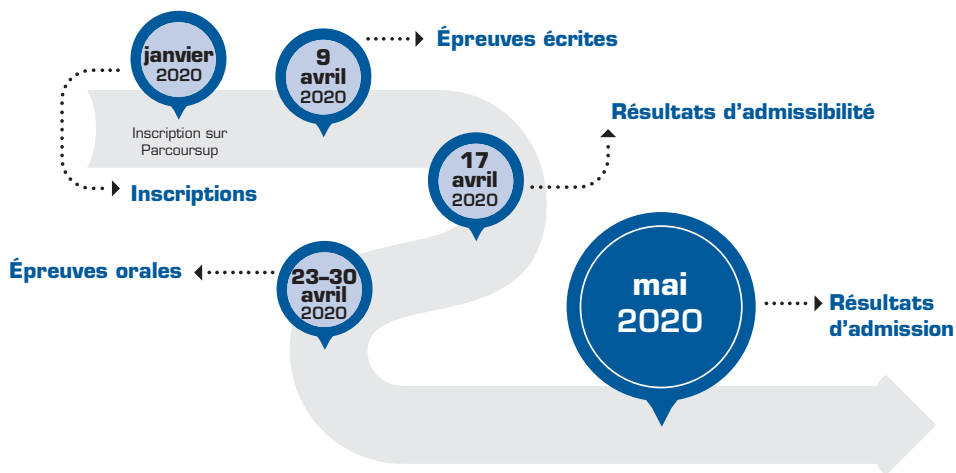 janvier
2020
Inscription sur
Parcoursup
Inscriptions
9
avril
2020
Épreuves écrites
17
avril
2020
Résultats d'admissibilité
23–30
avril
2020
Épreuves orales
mai
2020
Résultats
d'admission